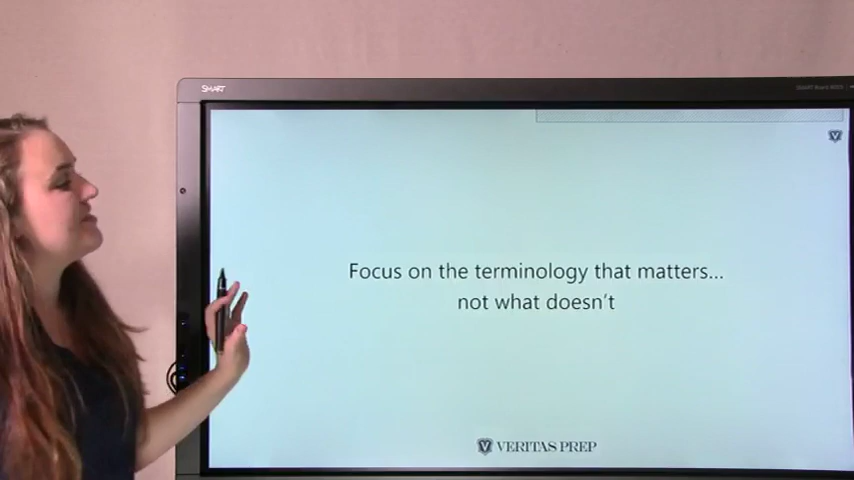 SMART
Focus on the terminology that matters...
not what doesn't
VERITAS PREP